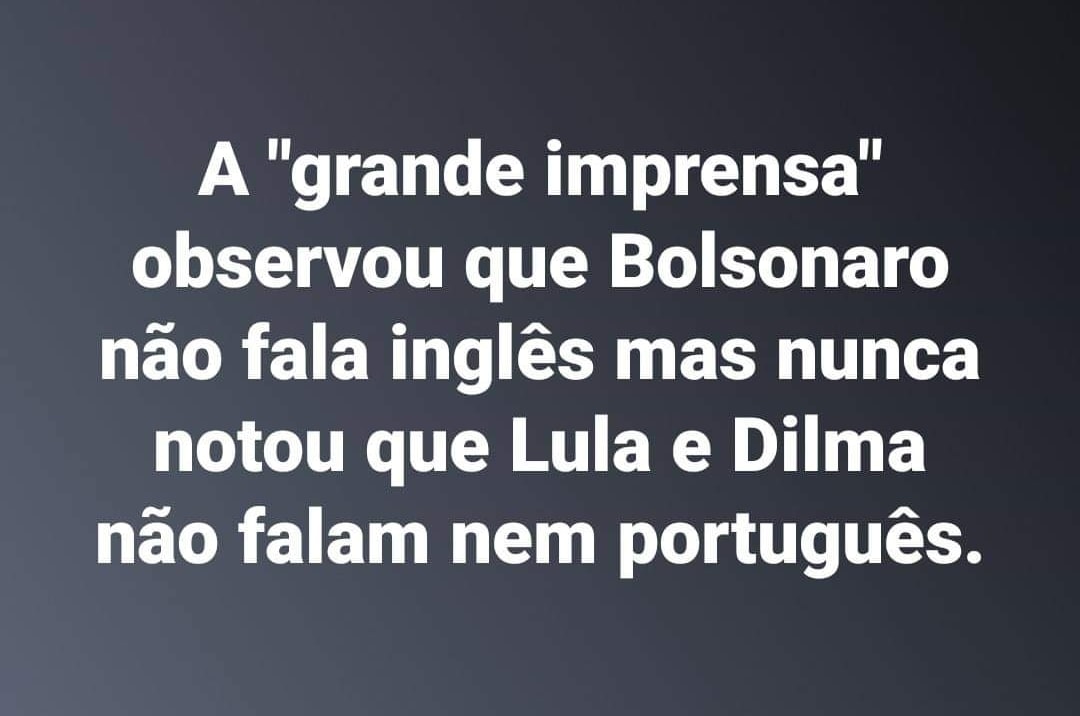 A "grande imprensa"
observou que Bolsonaro
não fala inglês mas nunca
notou que Lula e Dilma
não falam nem português.